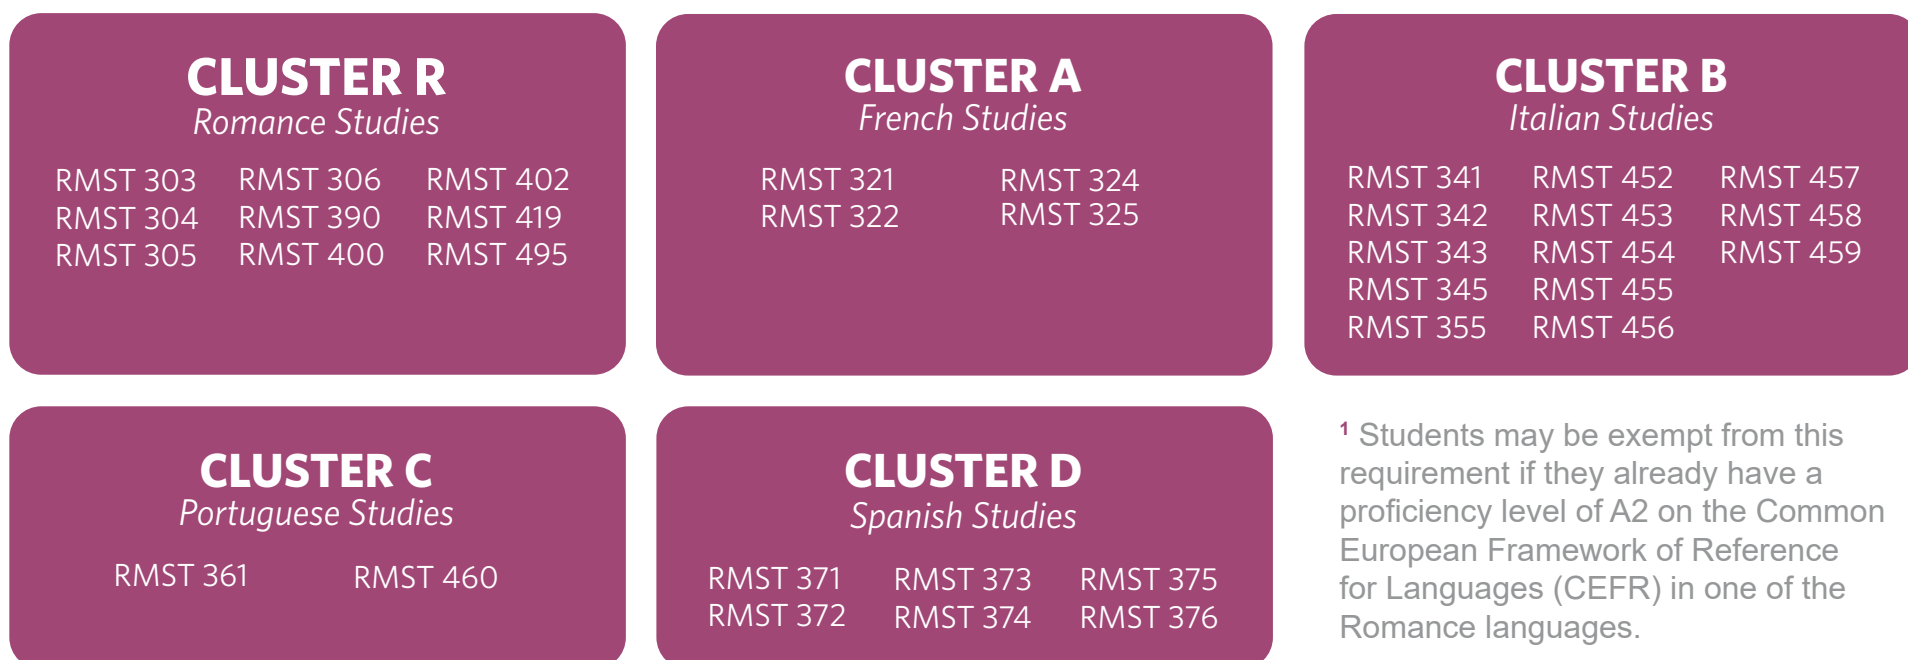 CLUSTER R
Romance Studies
RMST 303 RMST 306 RMST 402
RMST 304 RMST 390 RMST 419
RMST 305 RMST 400 RMST 495
CLUSTER A
French Studies
RMST 321 RMST 324
RMST 322 RMST 325
CLUSTER B
Italian Studies
RMST 341 RMST 452 RMST 457
RMST 342 RMST 453 RMST 458
RMST 343 RMST 454 RMST 459
RMST 345 RMST 455
RMST 355 RMST 456
CLUSTER C
Portuguese Studies
RMST 361 RMST 460
CLUSTER D
Spanish Studies
RMST 371 RMST 373 RMST 375
RMST 372 RMST 374 RMST 376
¹ Students may be exempt from this
requirement if they already have a
proficiency level of A2 on the Common
European Framework of Reference
for Languages (CEFR) in one of the
Romance languages.